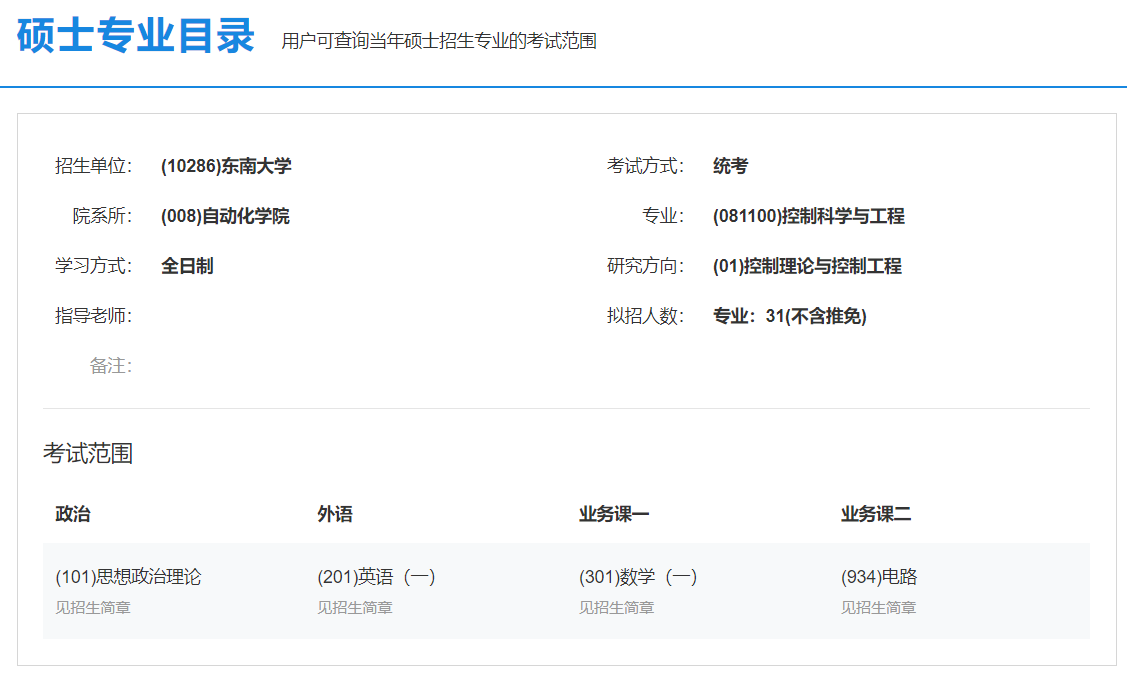 硕士专业目录 用户可查询当年硕士招生专业的考试范围
招生单位： (10286)东南大学 考试方式： 统考
院系所： (008)自动化学院 专业： (081100)控制科学与工程
学习方式： 全日制 研究方向： (01)控制理论与控制工程
指导老师： 拟招人数： 专业：31(不含推免)
备注：
考试范围
政治 外语 业务课一 业务课二
(101)思想政治理论 (201)英语（一） (301)数学（一） (934)电路
见招生简章 见招生简章 见招生简章 见招生简章